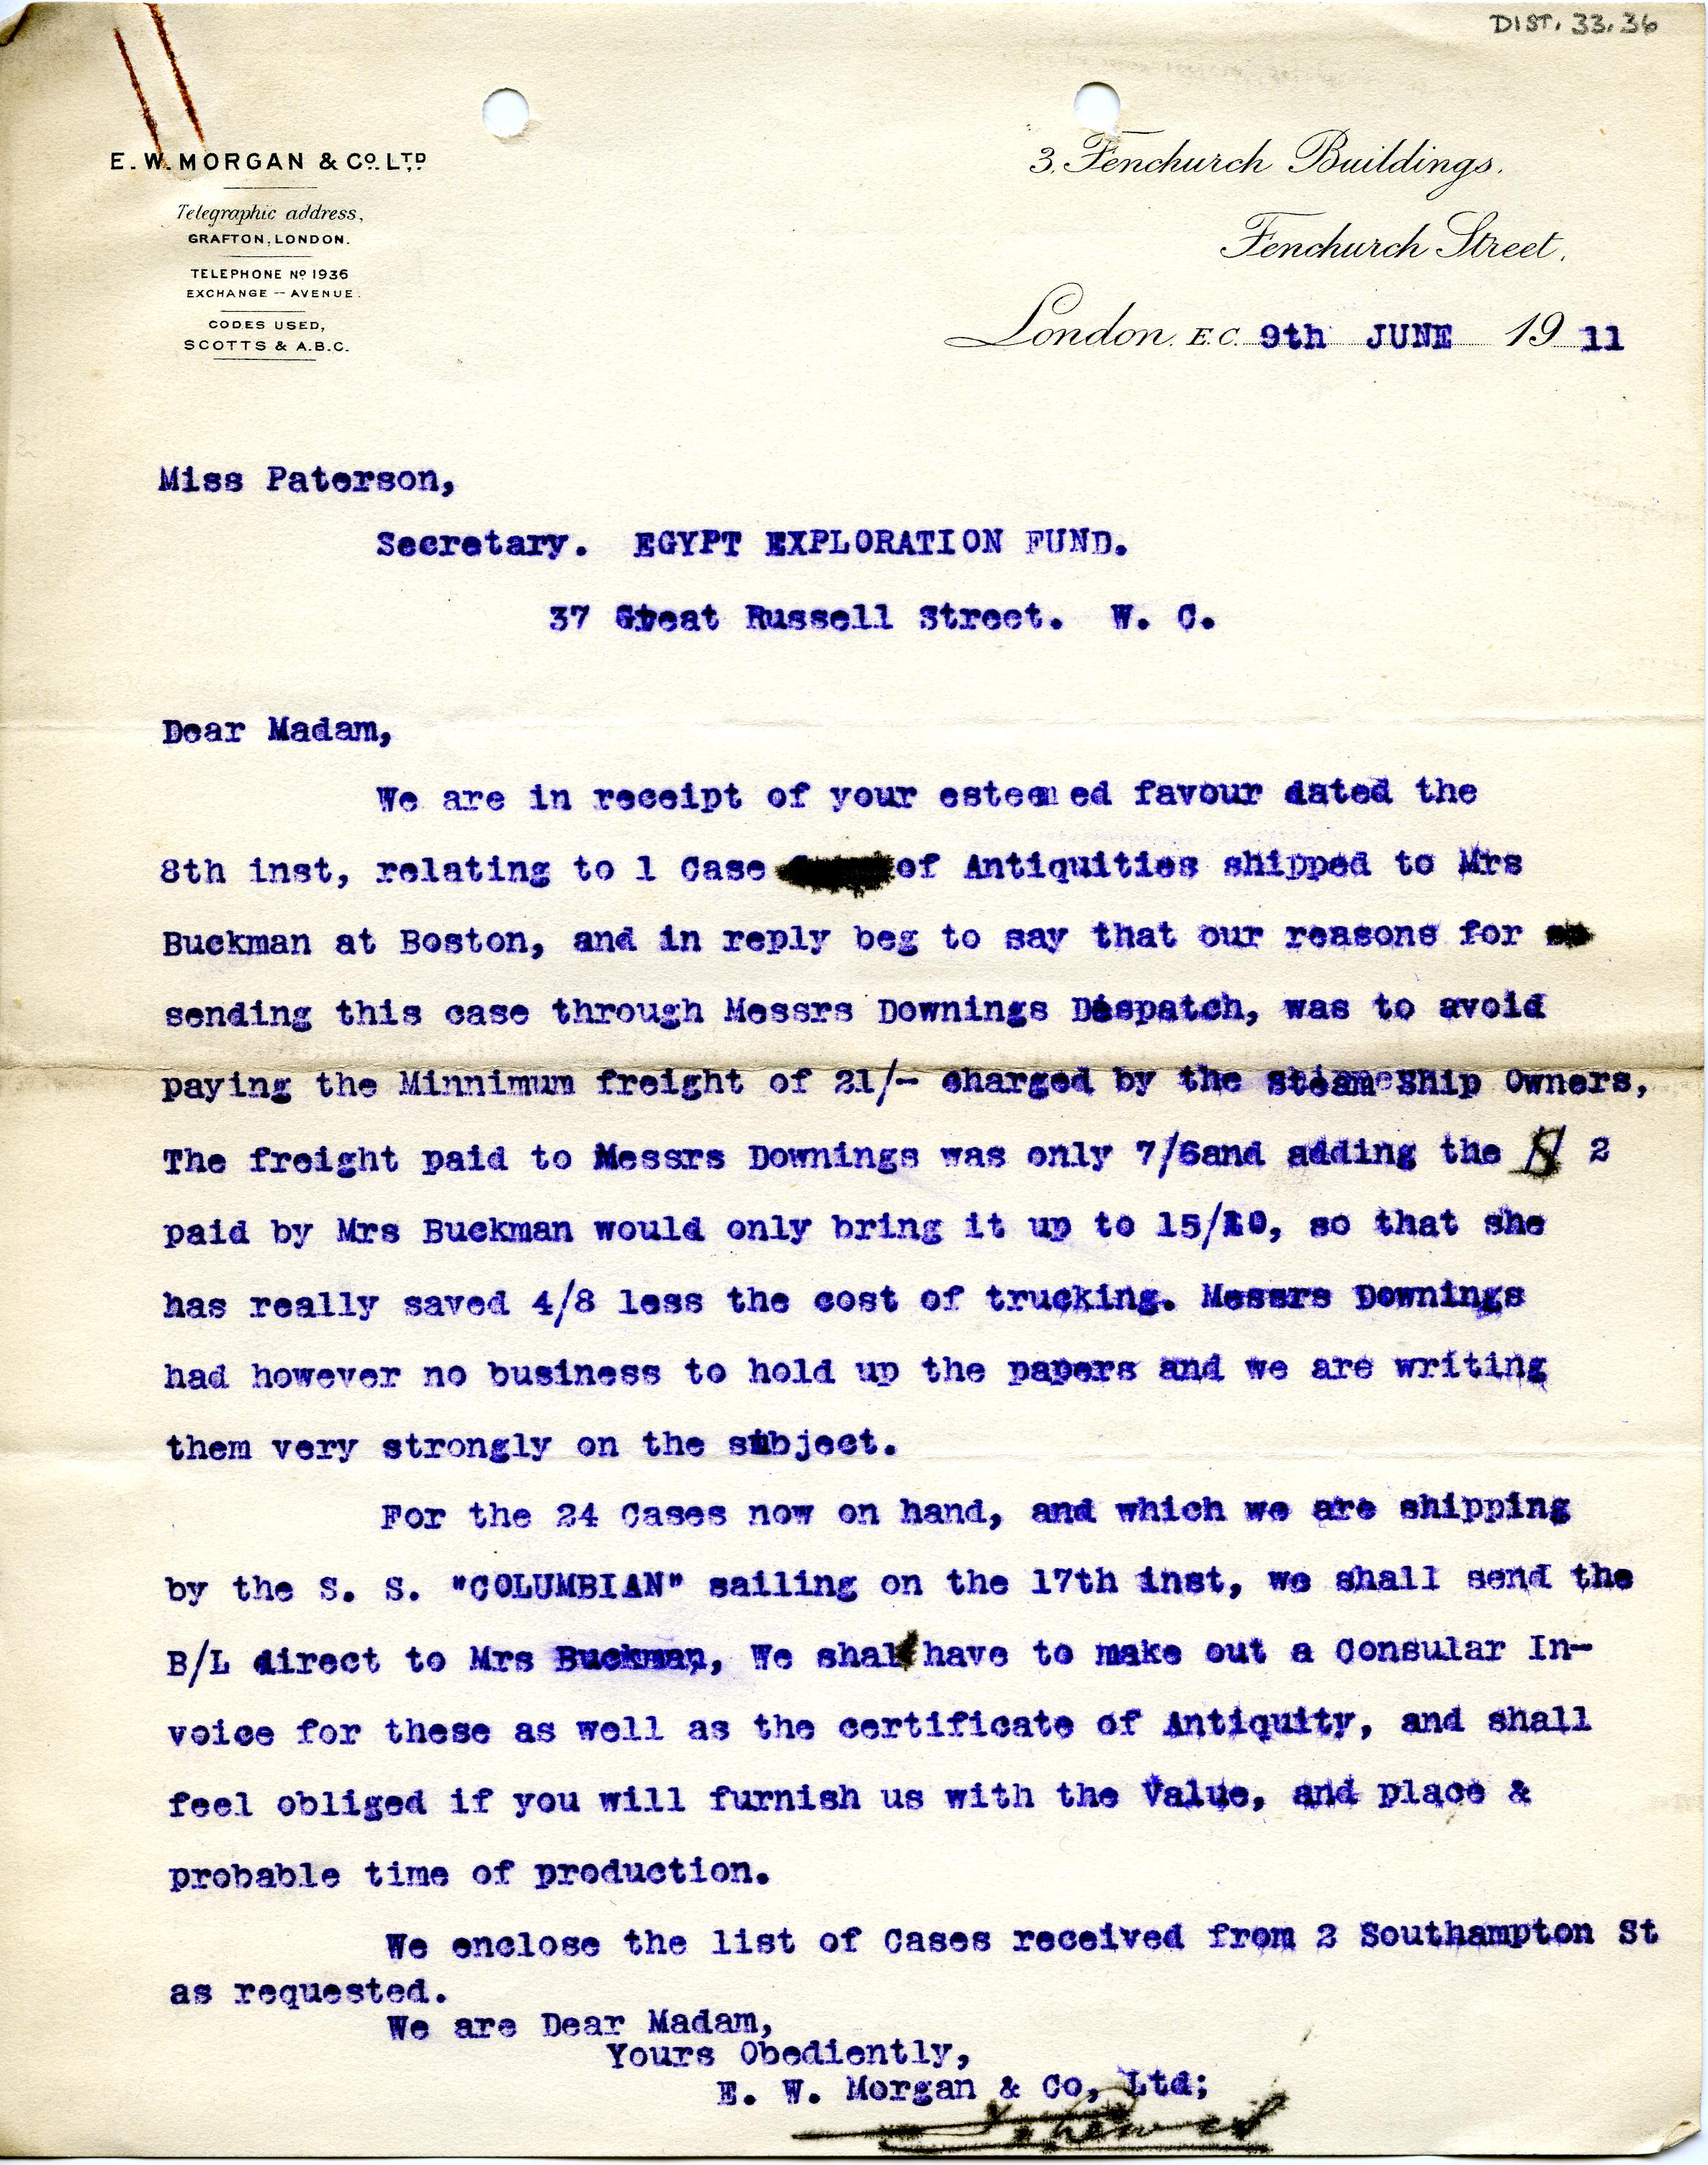 DIST. 33.36
E. W. MORGAN & Co. LTD
Telegraphic address,
GRAFTON, LONDON.
TELEPHONE No 1936
EXCHANGE — AVENUE.
CODES USED,
SCOTTS & A.B.C.
3, Fenchurch Buildings.
Fenchurch Street,
London. E.C. 9th JUNE 1911
Miss Paterson,
Secretary. EGYPT EXPLORATION FUND.
37 Great Russell Street. W. C.
Dear Madam,
We are in receipt of your esteemed favour dated the
8th inst, relating to 1 Case of Antiquities shipped to Mrs
Buckman at Boston, and in reply beg to say that our reasons for
sending this case through Messrs Downings Despatch, was to avoid
paying the Minnimum freight of 21/- charged by the Steam Ship Owners,
The freight paid to Messrs Downings was only 7/6and adding the $ 2
paid by Mrs Buckman would only bring it up to 15/10, so that she
has really saved 4/8 less the cost of trucking. Messrs Downings
had however no business to hold up the papers and we are writing
them very strongly on the subject.
For the 24 Cases now on hand, and which we are shipping
by the S. S. "COLUMBIAN" sailing on the 17th inst, we shall send the
B/L direct to Mrs Buckman, We shall have to make out a Consular In-
voice for these as well as the certificate of Antiquity, and shall
feel obliged if you will furnish us with the Value, and place &
probable time of production.
We enclose the list of Cases received from 2 Southampton St
as requested.
We are Dear Madam,
Yours Obediently,
E. W. Morgan & Co, Ltd;